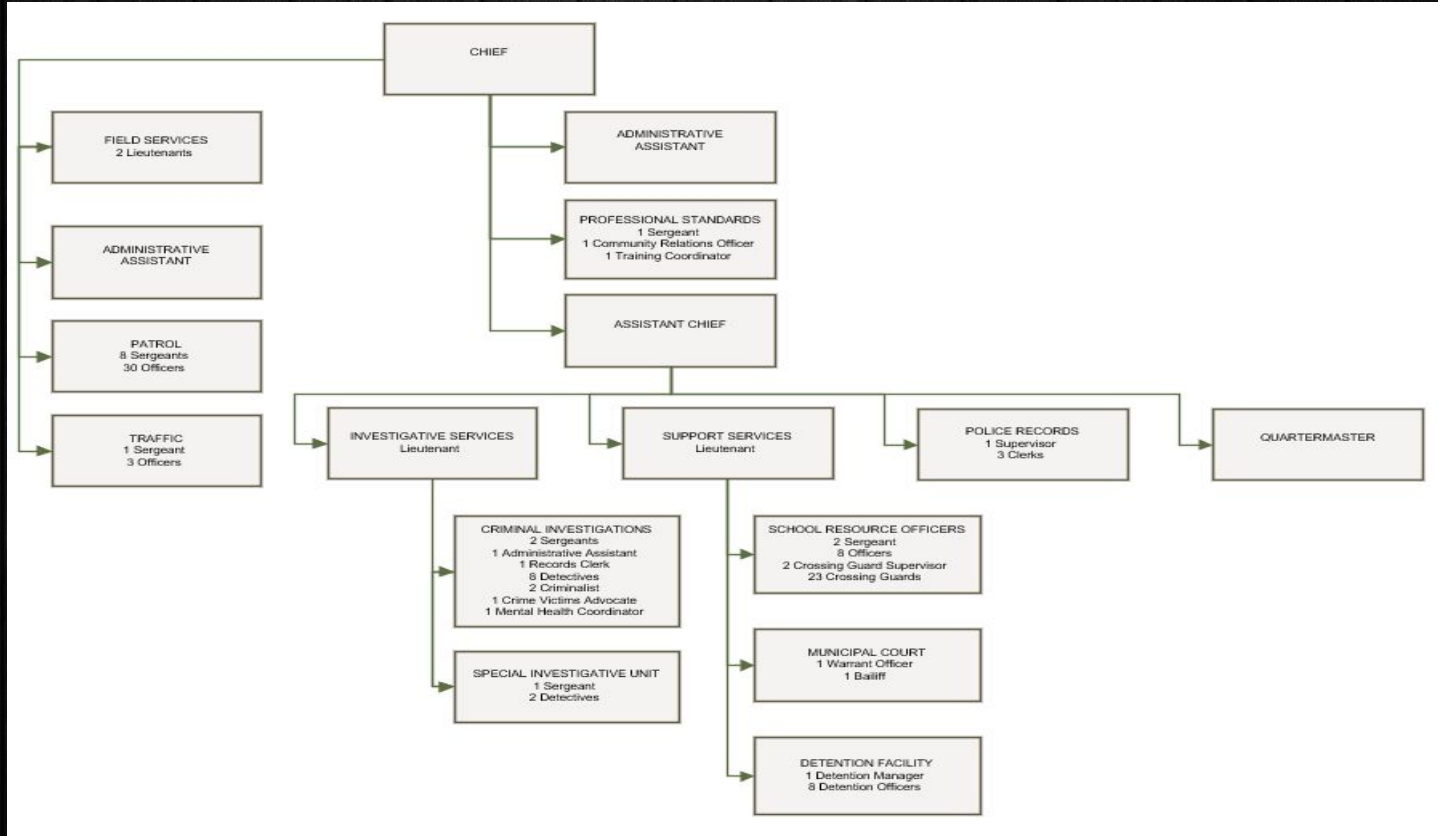 CHIEF
FIELD SERVICES
2 Lieutenants
ADMINISTRATIVE
ASSISTANT
PATROL
8 Sergeants
30 Officers
TRAFFIC
1 Sergeant
3 Officers
ADMINISTRATIVE
ASSISTANT
PROFESSIONAL STANDARDS
1 Sergeant
1 Community Relations Officer
1 Training Coordinator
ASSISTANT CHIEF
INVESTIGATIVE SERVICES
Lieutenant
CRIMINAL INVESTIGATIONS
2 Sergeants
1 Administrative Assistant
1 Records Clerk
8 Detectives
2 Criminalist
1 Crime Victims Advocate
1 Mental Health Coordinator
SPECIAL INVESTIGATIVE UNIT
1 Sergeant
2 Detectives
SUPPORT SERVICES
Lieutenant
SCHOOL RESOURCE OFFICERS
2 Sergeant
8 Officers
2 Crossing Guard Supervisor
23 Crossing Guards
MUNICIPAL COURT
1 Warrant Officer
1 Bailiff
DETENTION FACILITY
1 Detention Manager
8 Detention Officers
POLICE RECORDS
1 Supervisor
3 Clerks
QUARTERMASTER